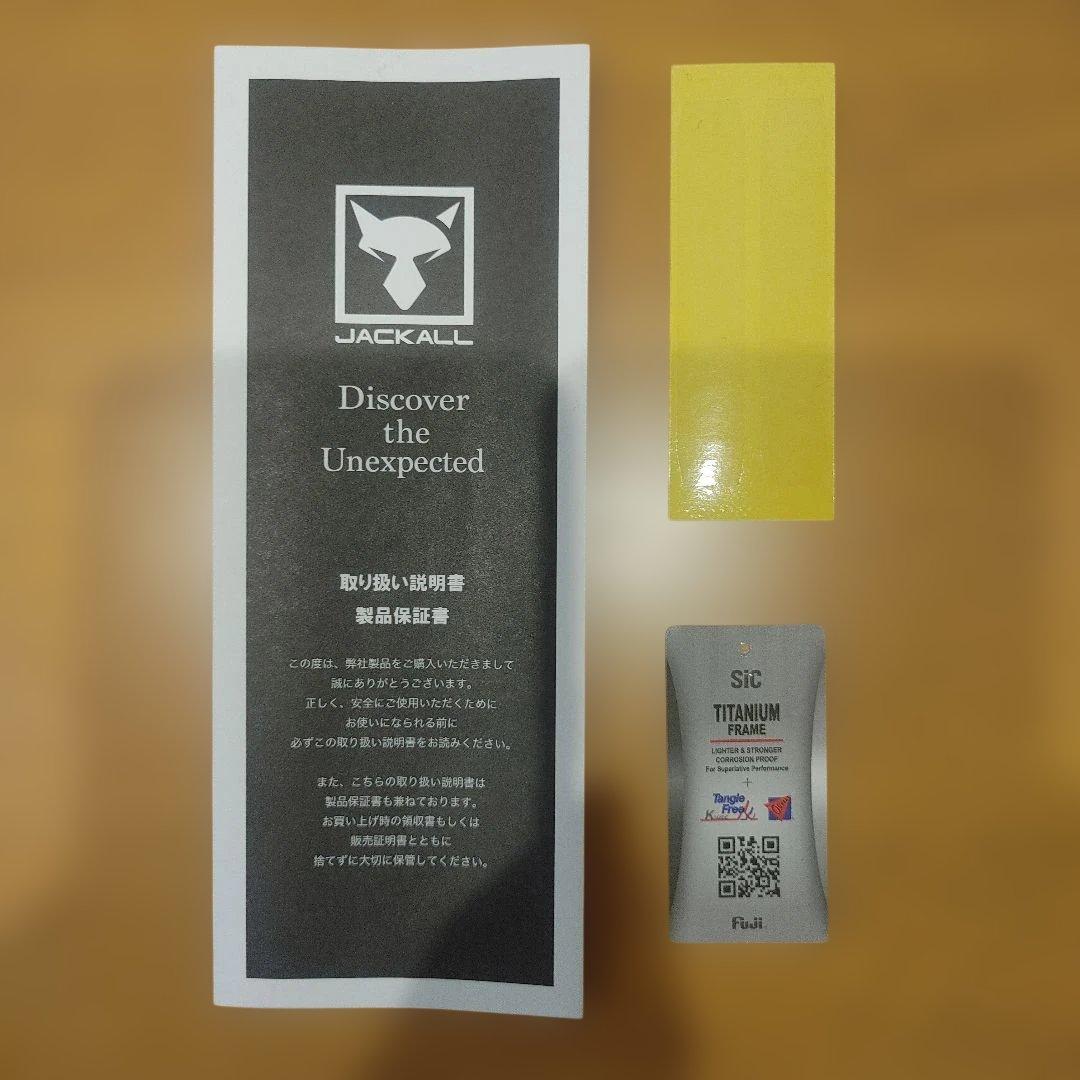 JACKALL
Discover
the
Unexpected
取り扱い説明書
製品保証書
この度は、弊社製品をご購入いただきまして
誠にありがとうございます。
正しく、安全にご使用いただくために
お使いになられる前に
必ずこの取り扱い説明書をお読みください。
また、こちらの取り扱い説明書は
製品保証書も兼ねております。
お買い上げ時の領収書もしくは
販売証明書とともに
捨てずに大切に保管してください。
SiC
TITANIUM
FRAME
LIGHTER & STRONGER
CORROSION PROOF
For Superlative Performance
+
Tangle
Free
Fuji